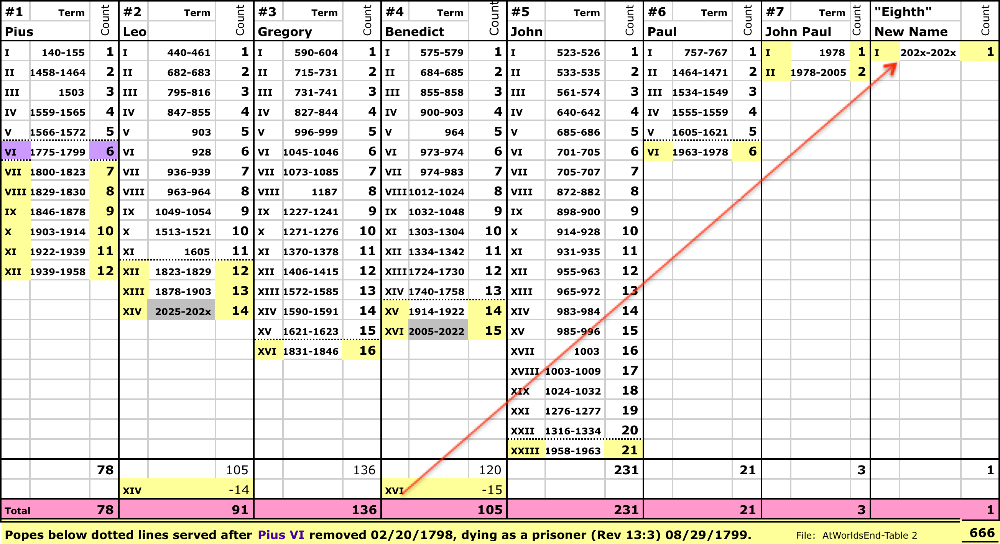 #1 Term Count #2 Term Count #3 Term Count #4 Term Count #5 Term Count #6 Term Count #7 Term Count "Eighth" Count
Pius Leo Gregory Benedict John Paul John Paul New Name
I 140-155 1 I 440-461 1 I 590-604 1 I 575-579 1 I 523-526 1 I 757-767 1 I 1978 1 I 202x-202x 1
II 1458-1464 2 II 682-683 2 II 715-731 2 II 684-685 2 II 533-535 2 II 1464-1471 2 II 1978-2005 2
III 1503 3 III 795-816 3 III 731-741 3 III 855-858 3 III 561-574 3 III 1534-1549 3
IV 1559-1565 4 IV 847-855 4 IV 827-844 4 IV 900-903 4 IV 640-642 4 IV 1555-1559 4
V 1566-1572 5 V 903 5 V 996-999 5 V 964 5 V 685-686 5 V 1605-1621 5
VI 1775-1799 6 VI 928 6 VI 1045-1046 6 VI 973-974 6 VI 701-705 6 VI 1963-1978 6
VII 1800-1823 7 VII 936-939 7 VII 1073-1085 7 VII 974-983 7 VII 705-707 7
VIII 1829-1830 8 VIII 963-964 8 VIII 1187 8 VIII 1012-1024 8 VIII 872-882 8
IX 1846-1878 9 IX 1049-1054 9 IX 1227-1241 9 IX 1032-1048 9 IX 898-900 9
X 1903-1914 10 X 1513-1521 10 X 1271-1276 10 XI 1303-1304 10 X 914-928 10
XI 1922-1939 11 XI 1605 11 XI 1370-1378 11 XII 1334-1342 11 XI 931-935 11
XII 1939-1958 12 XII 1823-1829 12 XII 1406-1415 12 XIII 1724-1730 12 XII 955-963 12
XIII 1878-1903 13 XIII 1572-1585 13 XIV 1740-1758 13 XIII 965-972 13
XIV 2025-202x 14 XIV 1590-1591 14 XV 1914-1922 14 XIV 983-984 14
XV 1621-1623 15 XVI 2005-2022 15 XV 985-996 15
XVI 1831-1846 16 XVII 1003 16
XVIII 1003-1009 17
XIX 1024-1032 18
XXI 1276-1277 19
XXII 1316-1334 20
XXIII 1958-1963 21
78 105 136 120 231 21 3 1
XIV -14 XVI -15
Total 78 91 136 105 231 21 3 1
Popes below dotted lines served after Pius VI removed 02/20/1798, dying as a prisoner (Rev 13:3) 08/29/1799. File: AtWorldsEnd-Table 2 666